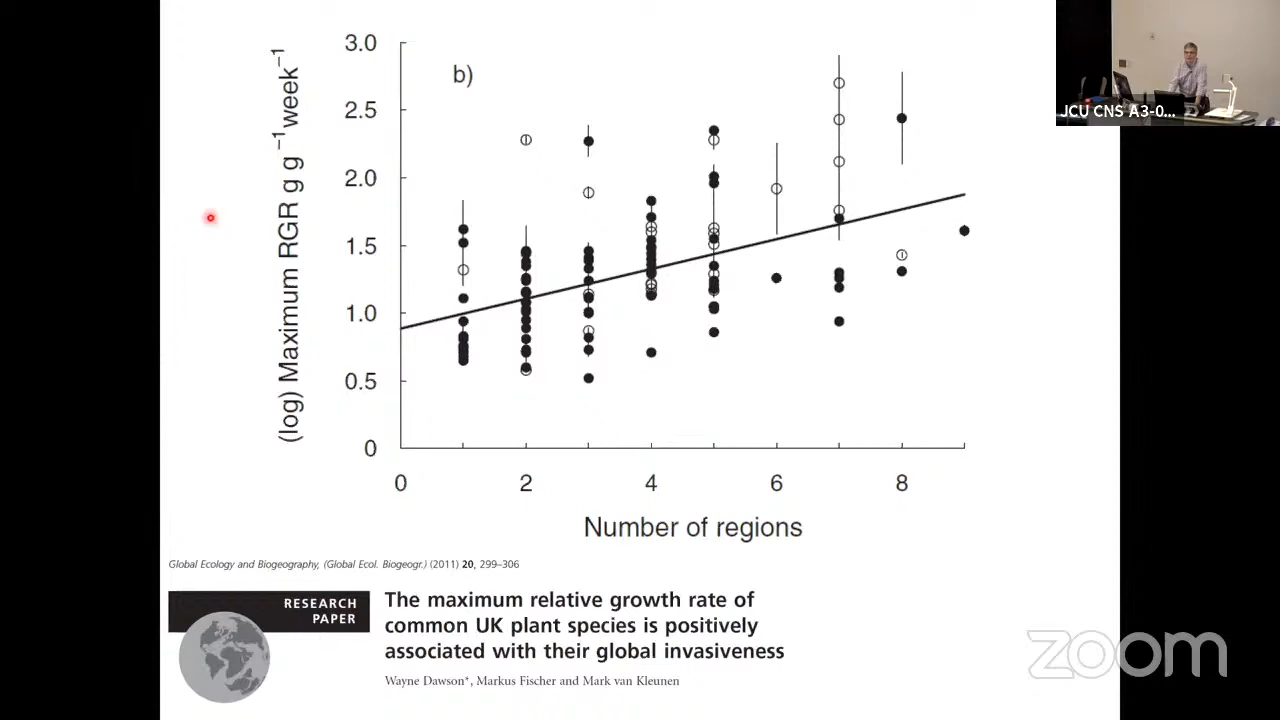 b)
(log) Maximum RGR g g⁻¹week⁻¹
3.0
2.5
2.0
1.5
1.0
0.5
0
0 2 4 6 8
Number of regions
JCU CNS A3-0...
Global Ecology and Biogeography, (Global Ecol. Biogeogr.) (2011) 20, 299–306
RESEARCH
PAPER
The maximum relative growth rate of
common UK plant species is positively
associated with their global invasiveness
Wayne Dawson*, Markus Fischer and Mark van Kleunen
zoom